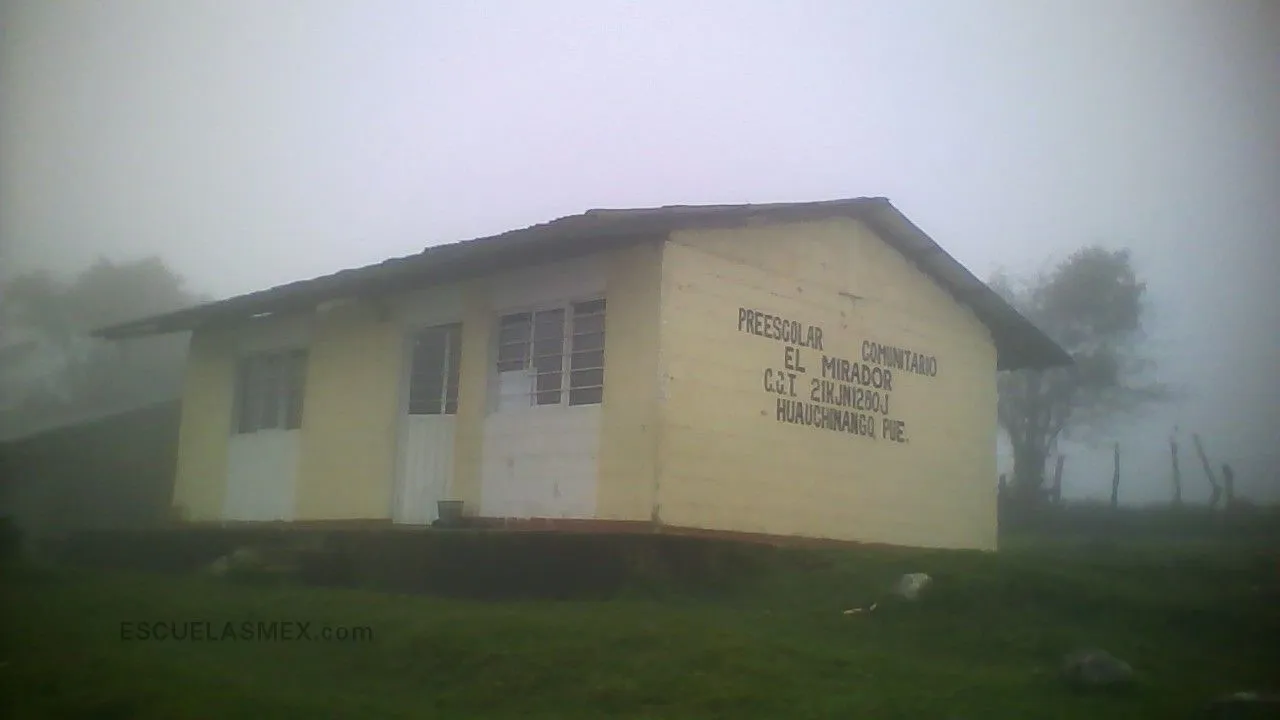 PREESCOLAR COMUNITARIO
EL MIRADOR
C.C.T. 21KJN1280J
HUAUCHINANGO, PUE.
ESCUELASMEX.com